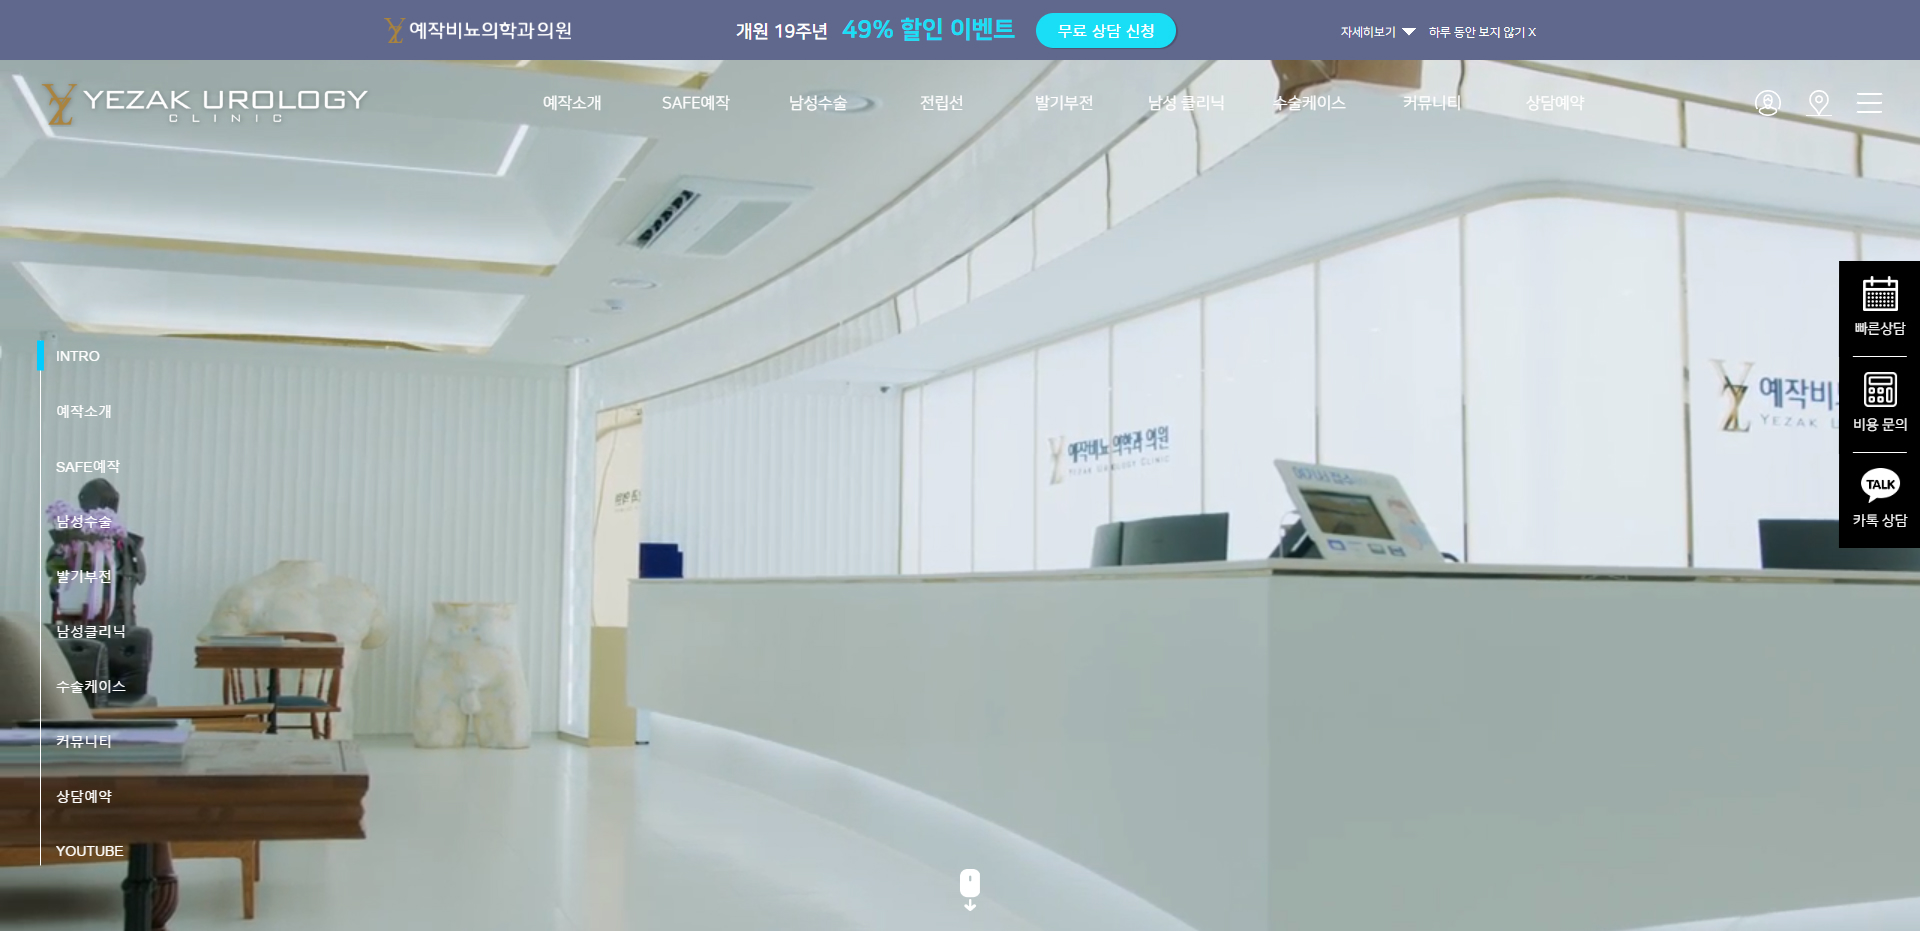 예작비뇨의학과의원
개원 19주년 49% 할인 이벤트 무료 상담 신청
자세히보기 하루 동안 보지 않기 X
YZ YEZAK UROLOGY
CLINIC
예작소개 SAFE예작 남성수술 전립선 발기부전 남성 클리닉 수술케이스 커뮤니티 상담예약
INTRO
예작소개
SAFE예작
남성수술
발기부전
남성클리닉
수술케이스
커뮤니티
상담예약
YOUTUBE
예작비뇨의학과의원
YEZAK UROLOGY CLINIC
예작비
YEZAK U
빠른상담
비용 문의
TALK
카톡 상담